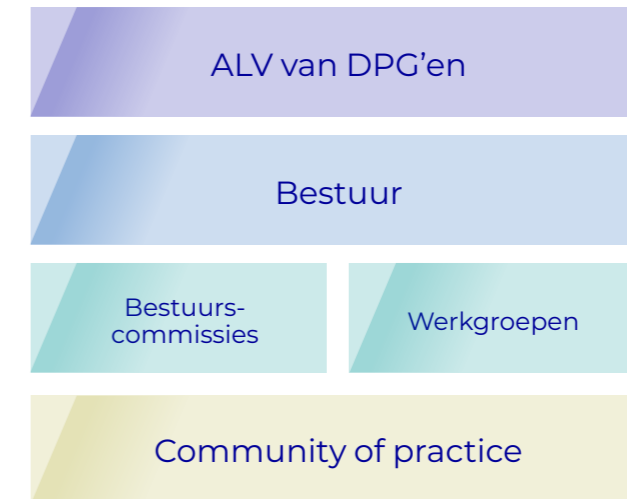 ALV van DPG’en
Bestuur
Bestuurs-
commissies
Werkgroepen
Community of practice